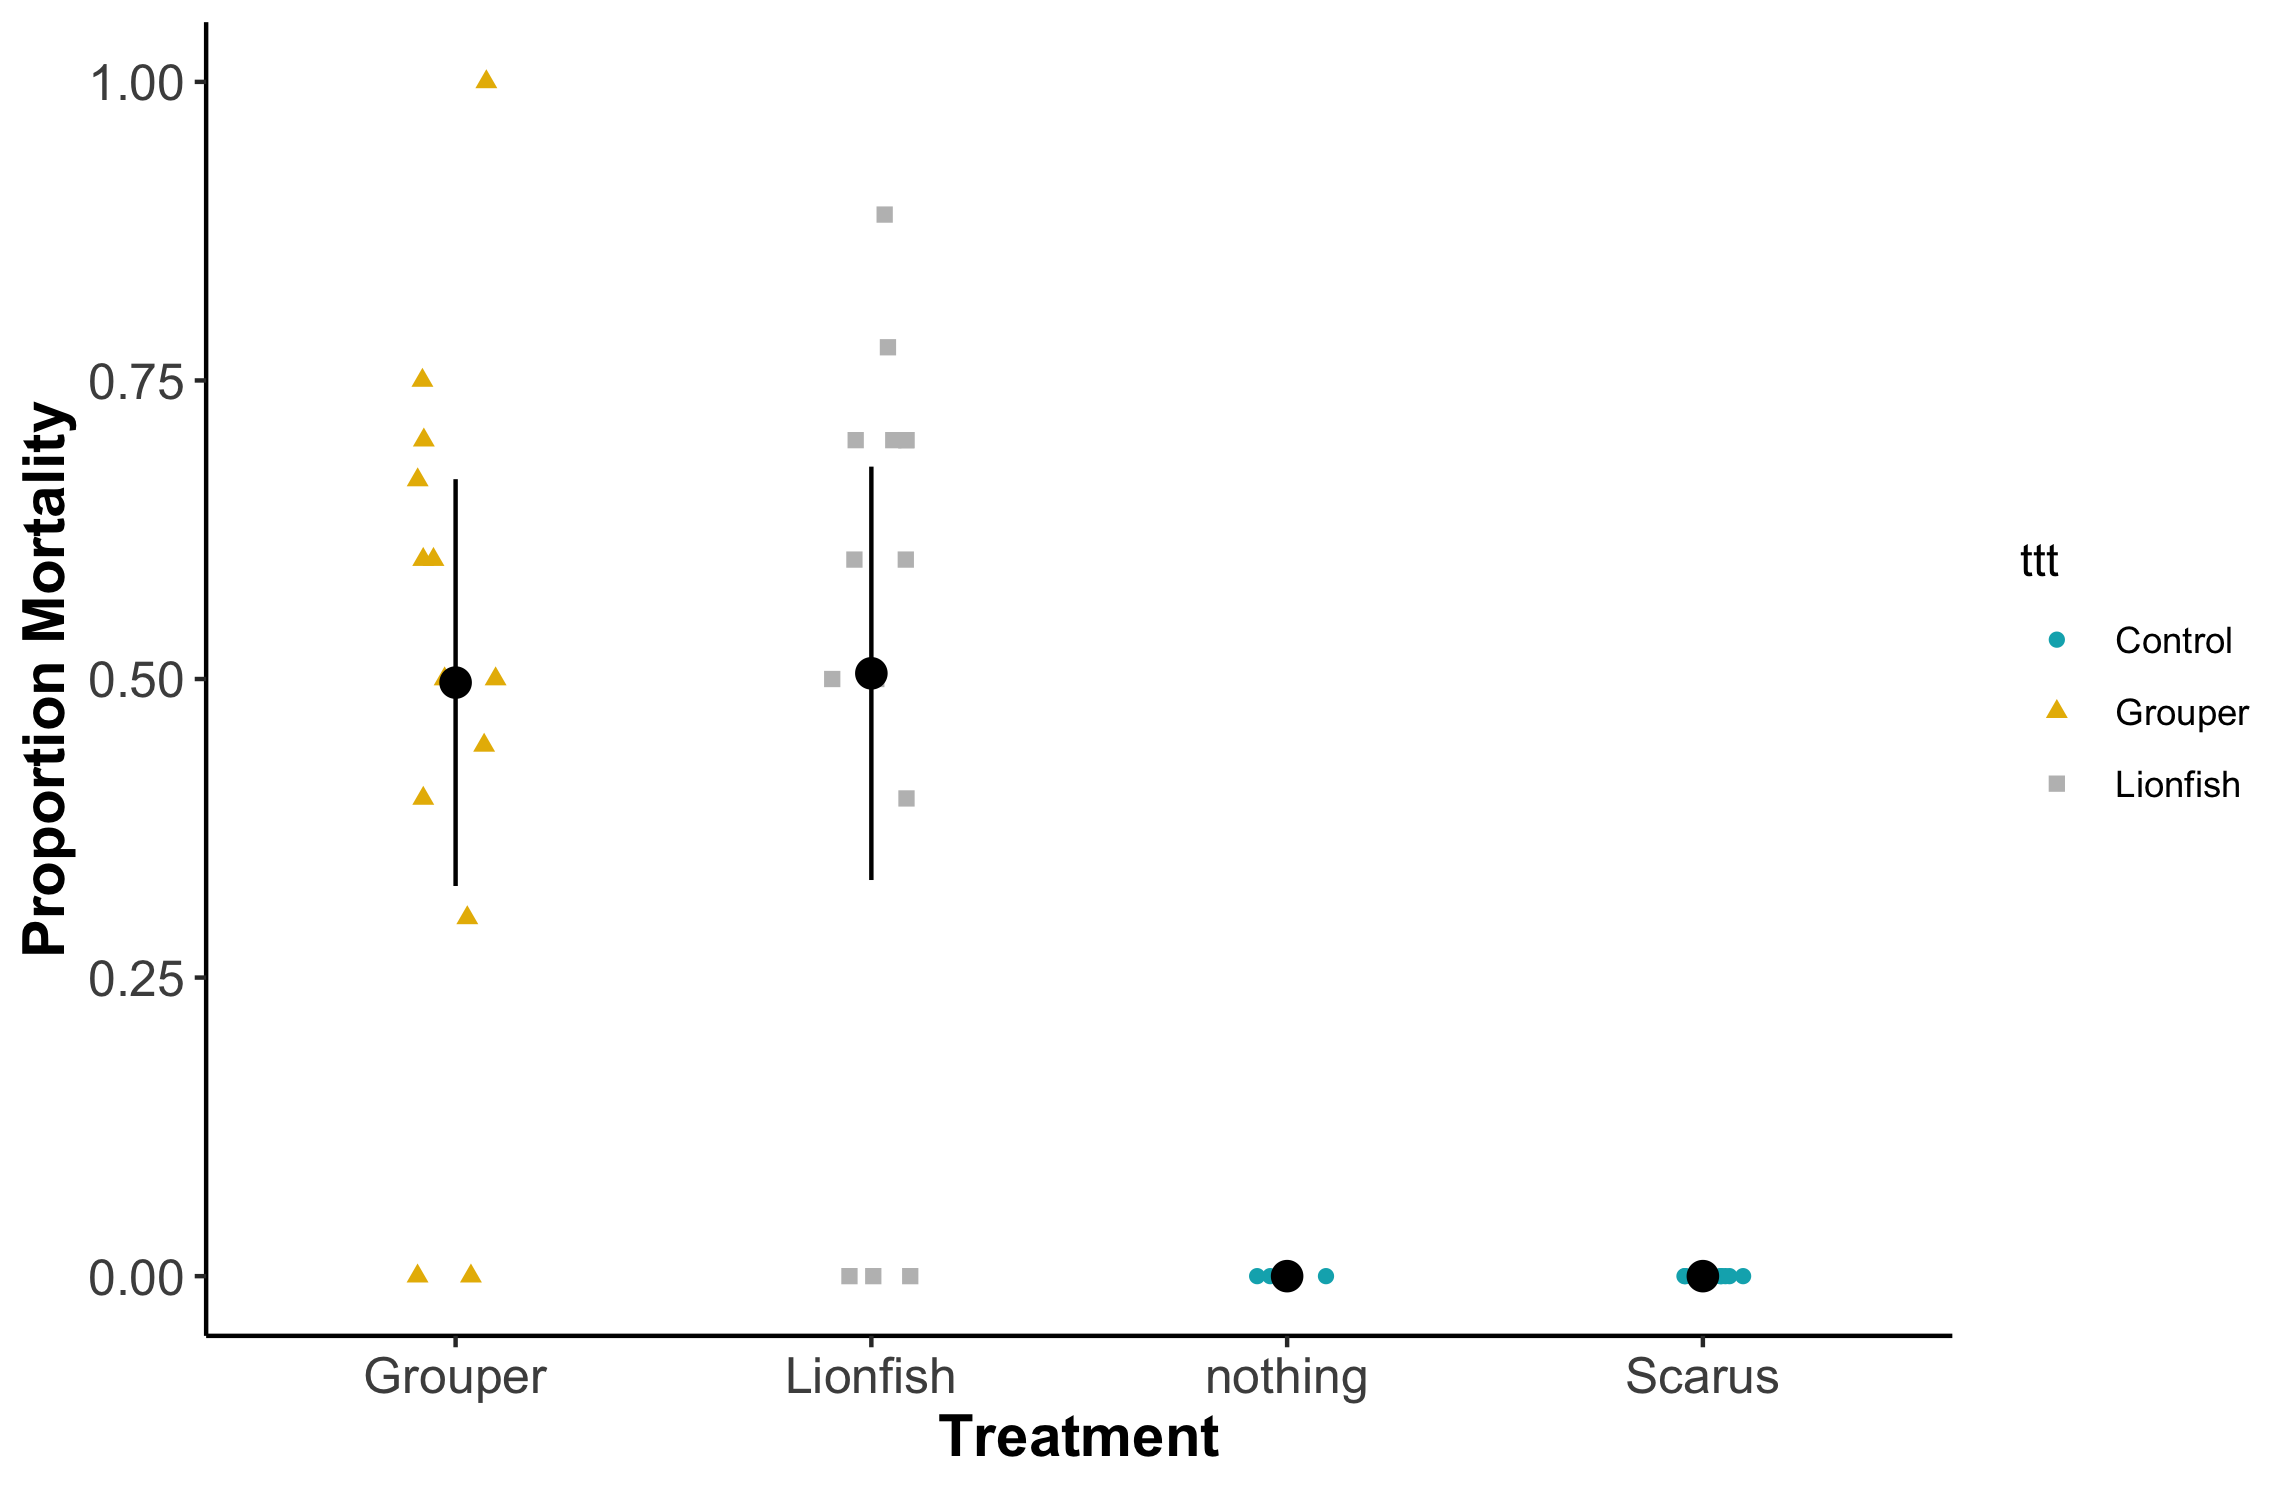 Proportion Mortality
1.00
0.75
0.50
0.25
0.00
Grouper
Lionfish
nothing
Scarus
Treatment
ttt
Control
Grouper
Lionfish